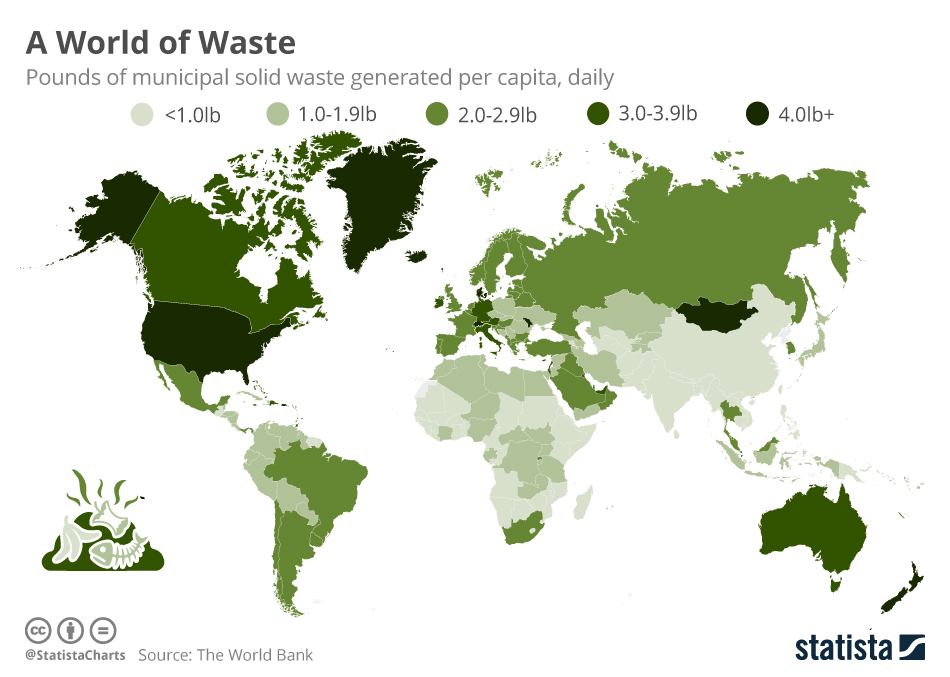 A World of Waste
Pounds of municipal solid waste generated per capita, daily
<1.0lb 1.0-1.9lb 2.0-2.9lb 3.0-3.9lb 4.0lb+
cc
@StatistaCharts Source: The World Bank
statista